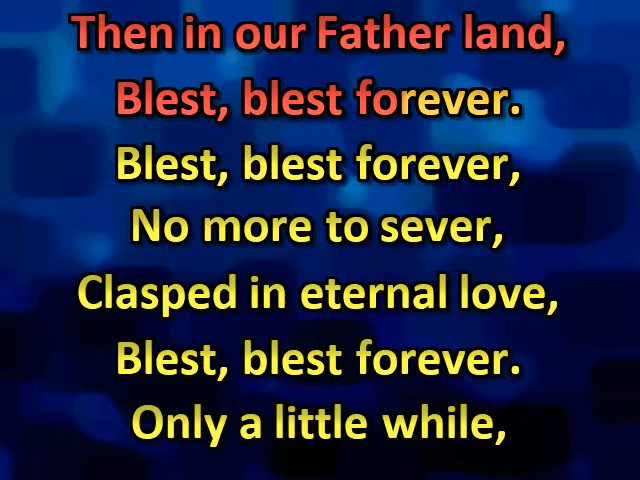 Then in our Father land,
Blest, blest forever.
Blest, blest forever,
No more to sever,
Clasped in eternal love,
Blest, blest forever.
Only a little while,